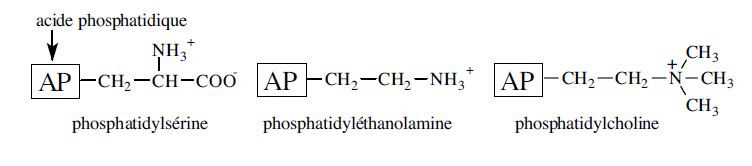 acide phosphatidique
NH3+
AP–CH2–CH–COO-
phosphatidylsérine
AP–CH2–CH2–NH3+
phosphatidyléthanolamine
CH3
AP–CH2–CH2–N+–CH3
CH3
phosphatidylcholine